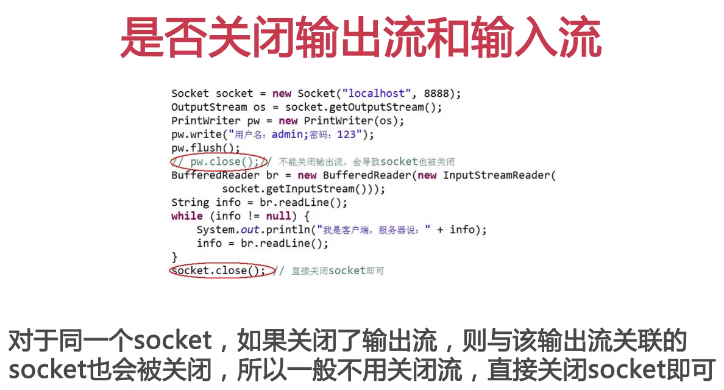 是否关闭输出流和输入流
Socket socket = new Socket("localhost", 8888);
OutputStream os = socket.getOutputStream();
PrintWriter pw = new PrintWriter(os);
pw.write("用户名：admin;密码：123");
pw.flush();
// pw.close();// 不能关闭输出流，会导致socket也被关闭
BufferedReader br = new BufferedReader(new InputStreamReader(
socket.getInputStream()));
String info = br.readLine();
while (info != null) {
System.out.println("我是客户端，服务器说：" + info);
info = br.readLine();
}
socket.close(); // 直接关闭socket即可
对于同一个socket，如果关闭了输出流，则与该输出流关联的
socket也会被关闭，所以一般不用关闭流，直接关闭socket即可